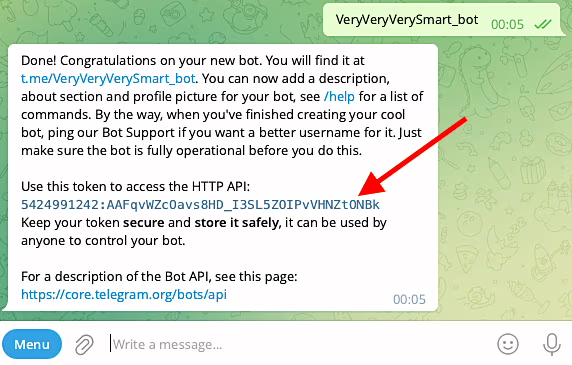 VeryVeryVerySmart_bot 00:05
Done! Congratulations on your new bot. You will find it at
t.me/VeryVeryVerySmart_bot. You can now add a description,
about section and profile picture for your bot, see /help for a list of
commands. By the way, when you've finished creating your cool
bot, ping our Bot Support if you want a better username for it. Just
make sure the bot is fully operational before you do this.
Use this token to access the HTTP API:
5424991242:AAFqvWZcOavs8HD_I3SL5ZOIPvVHNZtONBk
Keep your token secure and store it safely, it can be used by
anyone to control your bot.
For a description of the Bot API, see this page:
https://core.telegram.org/bots/api
00:05
Menu
Write a message...